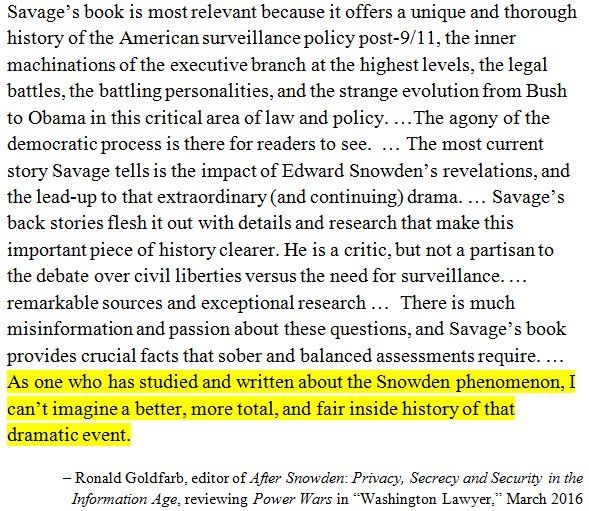 Savage’s book is most relevant because it offers a unique and thorough
history of the American surveillance policy post-9/11, the inner
machinations of the executive branch at the highest levels, the legal
battles, the battling personalities, and the strange evolution from Bush
to Obama in this critical area of law and policy. …The agony of the
democratic process is there for readers to see.  … The most current
story Savage tells is the impact of Edward Snowden’s revelations, and
the lead-up to that extraordinary (and continuing) drama. … Savage’s
back stories flesh it out with details and research that make this
important piece of history clearer. He is a critic, but not a partisan to
the debate over civil liberties versus the need for surveillance. …
remarkable sources and exceptional research …  There is much
misinformation and passion about these questions, and Savage’s book
provides crucial facts that sober and balanced assessments require. …
As one who has studied and written about the Snowden phenomenon, I
can’t imagine a better, more total, and fair inside history of that
dramatic event.
– Ronald Goldfarb, editor of After Snowden: Privacy, Secrecy and Security in the
Information Age, reviewing Power Wars in “Washington Lawyer,” March 2016